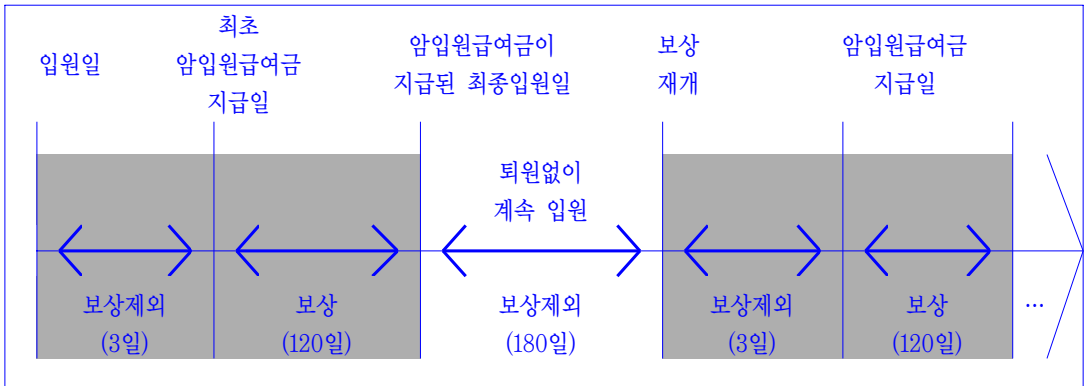 입원일
최초
암입원급여금
지급일
암입원급여금이
지급된 최종입원일
보상
재개
암입원급여금
지급일
퇴원없이
계속 입원
보상제외
(3일)
보상
(120일)
보상제외
(180일)
보상제외
(3일)
보상
(120일)
…